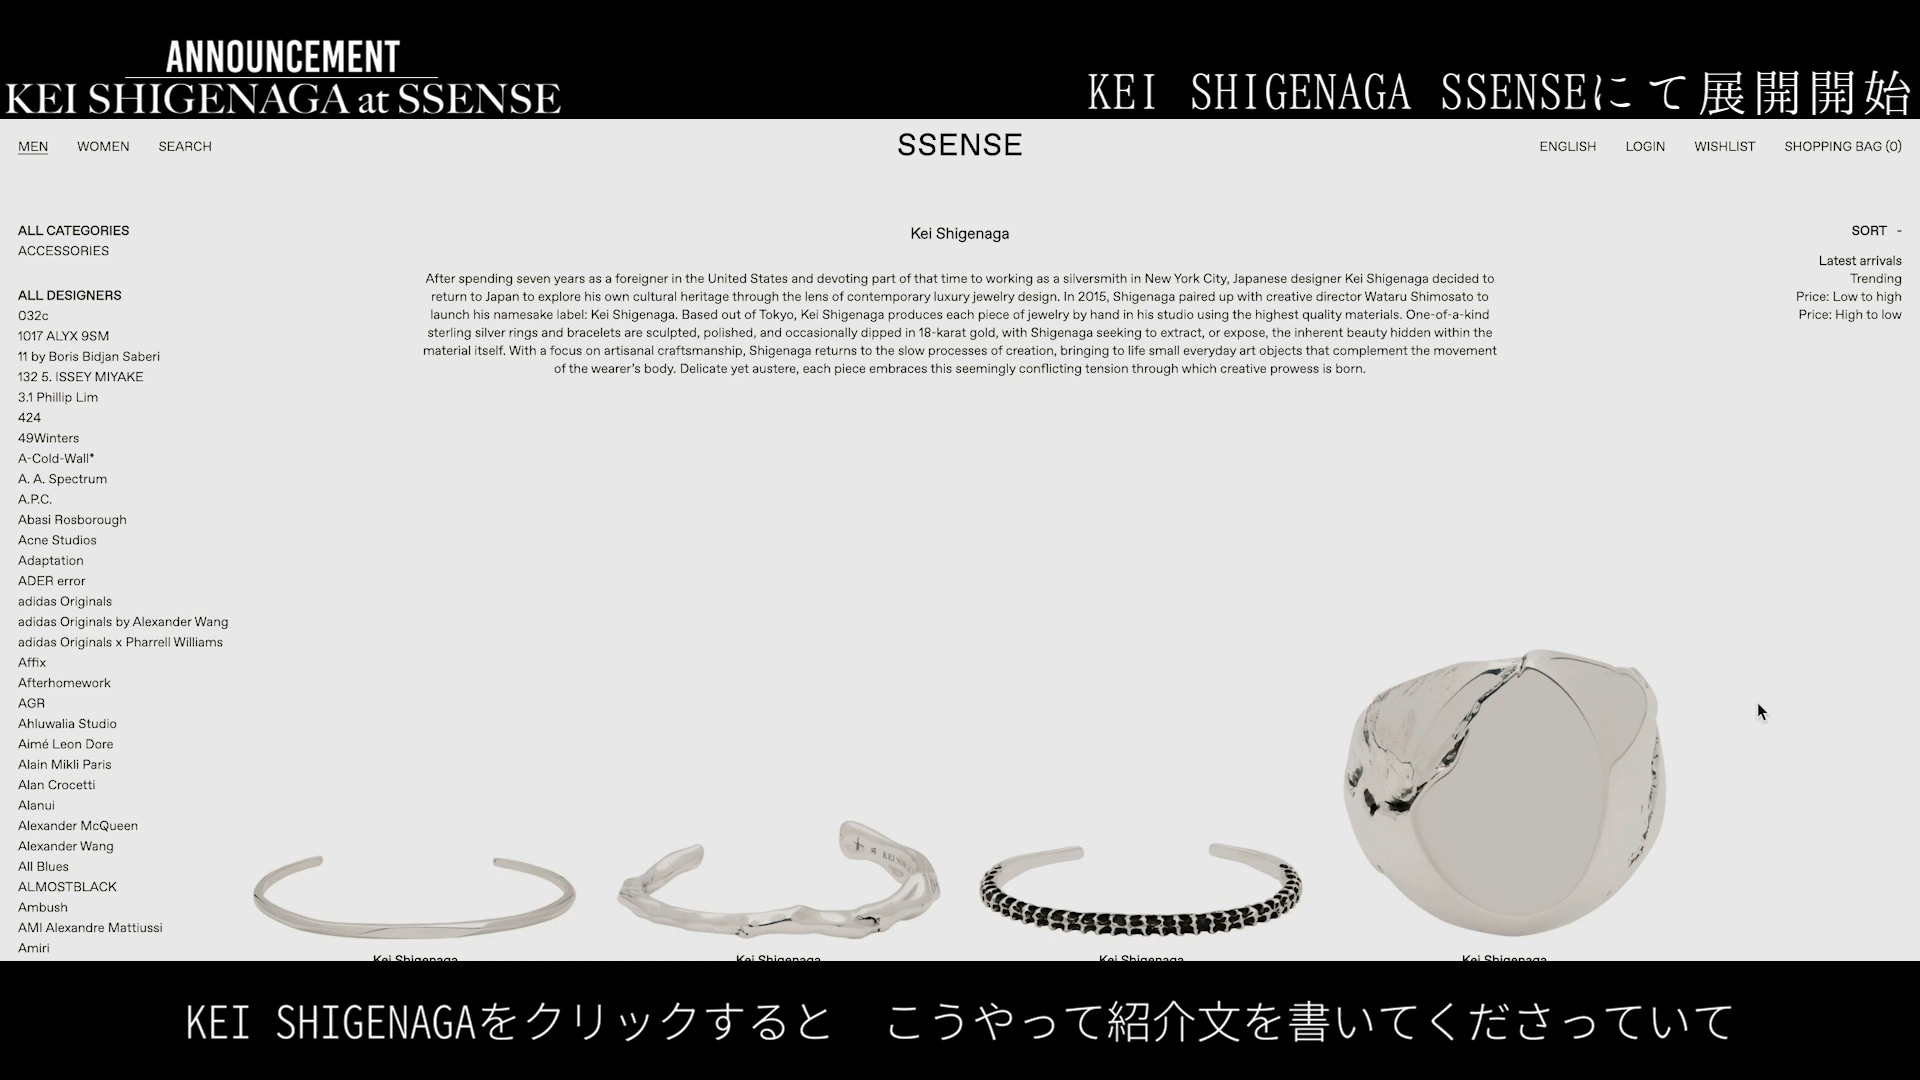 ANNOUNCEMENT
KEI SHIGENAGA at SSENSE
KEI SHIGENAGA SSENSEにて展開開始
MEN WOMEN SEARCH
SSENSE
ENGLISH LOGIN WISHLIST SHOPPING BAG (0)
ALL CATEGORIES
ACCESSORIES
ALL DESIGNERS
032c
1017 ALYX 9SM
11 by Boris Bidjan Saberi
132 5. ISSEY MIYAKE
3.1 Phillip Lim
424
49Winters
A-Cold-Wall*
A. A. Spectrum
A.P.C.
Abasi Rosborough
Acne Studios
Adaptation
ADER error
adidas Originals
adidas Originals by Alexander Wang
adidas Originals x Pharrell Williams
Affix
Afterhomework
AGR
Ahluwalia Studio
Aimé Leon Dore
Alain Mikli Paris
Alan Crocetti
Alanui
Alexander McQueen
Alexander Wang
All Blues
ALMOSTBLACK
Ambush
AMI Alexandre Mattiussi
Amiri
Kei Shigenaga
After spending seven years as a foreigner in the United States and devoting part of that time to working as a silversmith in New York City, Japanese designer Kei Shigenaga decided to
return to Japan to explore his own cultural heritage through the lens of contemporary luxury jewelry design. In 2015, Shigenaga paired up with creative director Wataru Shimosato to
launch his namesake label: Kei Shigenaga. Based out of Tokyo, Kei Shigenaga produces each piece of jewelry by hand in his studio using the highest quality materials. One-of-a-kind
sterling silver rings and bracelets are sculpted, polished, and occasionally dipped in 18-karat gold, with Shigenaga seeking to extract, or expose, the inherent beauty hidden within the
material itself. With a focus on artisanal craftsmanship, Shigenaga returns to the slow processes of creation, bringing to life small everyday art objects that complement the movement
of the wearer's body. Delicate yet austere, each piece embraces this seemingly conflicting tension through which creative prowess is born.
SORT -
Latest arrivals
Trending
Price: Low to high
Price: High to low
Kei Shigenaga
Kei Shigenaga
Kei Shigenaga
Kei Shigenaga
KEI SHIGENAGAをクリックすると　こうやって紹介文を書いてくださっていて